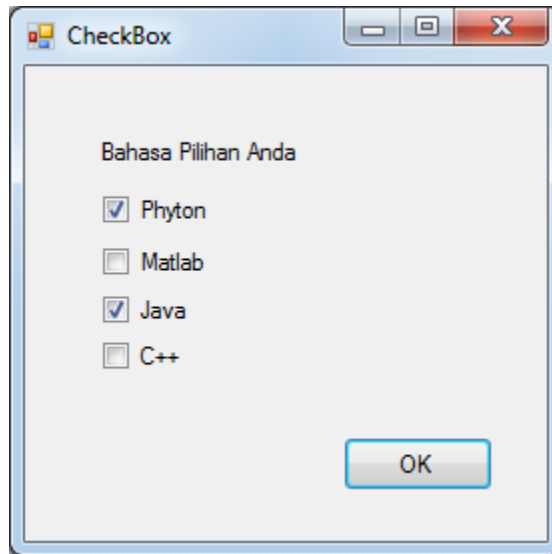 CheckBox
Bahasa Pilihan Anda
Phyton
Matlab
Java
C++
OK